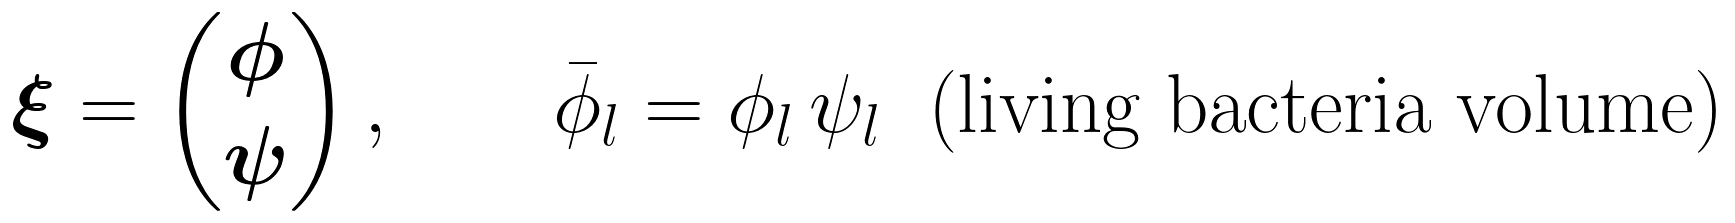 𝝃 = (𝝓 𝝍), ϕ̄_l = ϕ_l ψ_l (living bacteria volume)